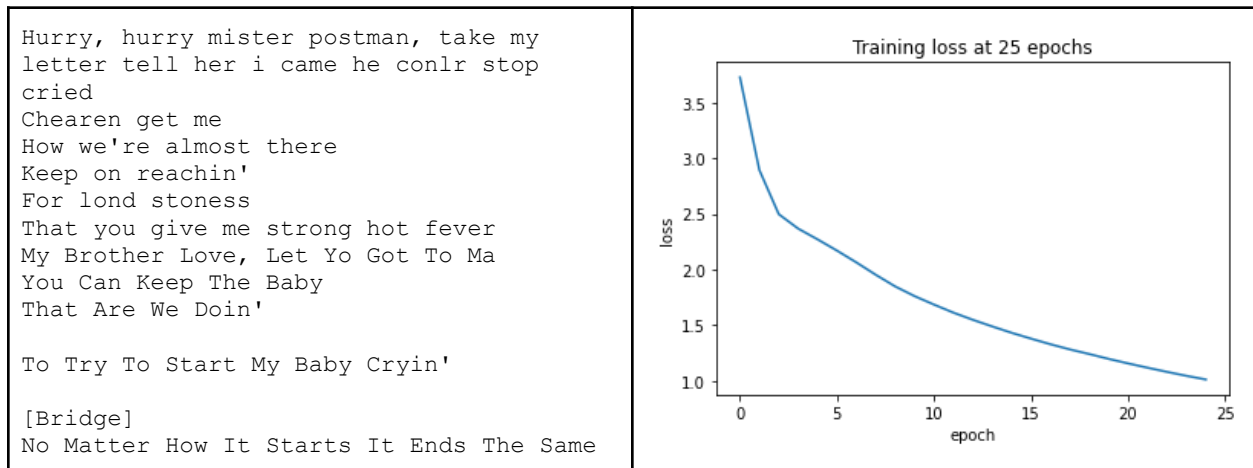 Hurry, hurry mister postman, take my
letter tell her i came he conlr stop
cried
Chearen get me
How we're almost there
Keep on reachin'
For lond stoness
That you give me strong hot fever
My Brother Love, Let Yo Got To Ma
You Can Keep The Baby
That Are We Doin'
To Try To Start My Baby Cryin'
[Bridge]
No Matter How It Starts It Ends The Same
Training loss at 25 epochs
3.5
3.0
2.5
2.0
1.5
1.0
loss
0 5 10 15 20 25
epoch